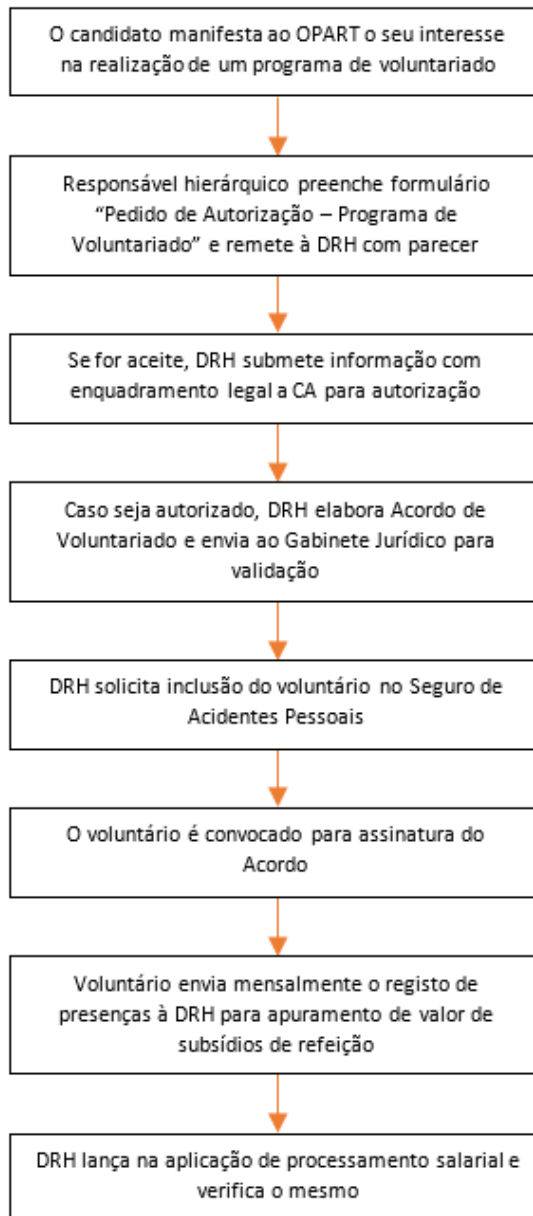 O candidato manifesta ao OPART o seu interesse
na realização de um programa de voluntariado
Responsável hierárquico preenche formulário
“Pedido de Autorização – Programa de
Voluntariado” e remete à DRH com parecer
Se for aceite, DRH submete informação com
enquadramento legal a CA para autorização
Caso seja autorizado, DRH elabora Acordo de
Voluntariado e envia ao Gabinete Jurídico para
validação
DRH solicita inclusão do voluntário no Seguro de
Acidentes Pessoais
O voluntário é convocado para assinatura do
Acordo
Voluntário envia mensalmente o registo de
presenças à DRH para apuramento de valor de
subsídios de refeição
DRH lança na aplicação de processamento salarial e
verifica o mesmo